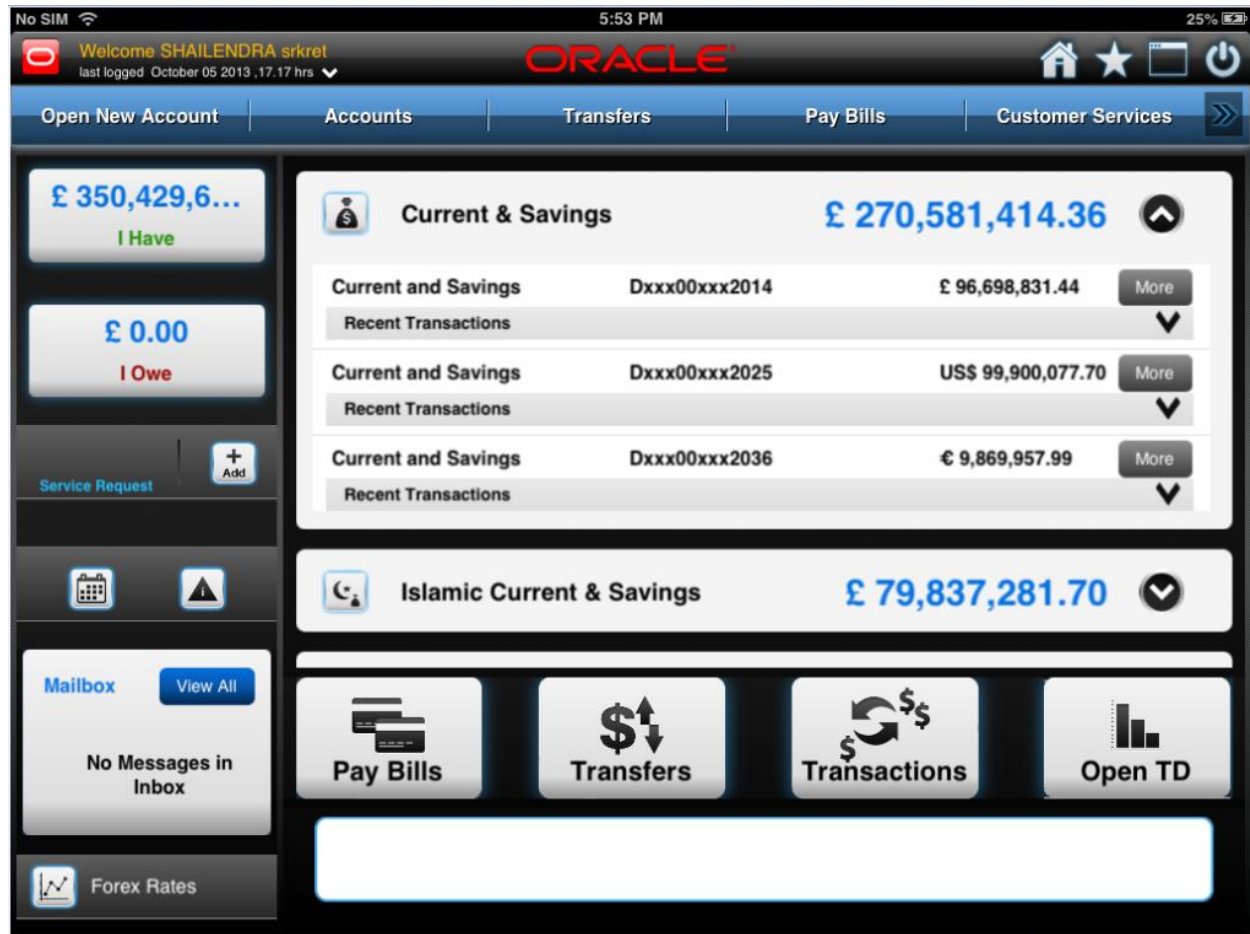 No SIM 5:53 PM 25%
Welcome SHAILENDRA srkret
last logged October 05 2013 ,17.17 hrs
ORACLE
Open New Account Accounts Transfers Pay Bills Customer Services
£ 350,429,6...
I Have
£ 0.00
I Owe
+
Add
Service Request
Mailbox View All
No Messages in
Inbox
Forex Rates
Current & Savings £ 270,581,414.36
Current and Savings Dxxx00xxx2014 £ 96,698,831.44 More
Recent Transactions
Current and Savings Dxxx00xxx2025 US$ 99,900,077.70 More
Recent Transactions
Current and Savings Dxxx00xxx2036 € 9,869,957.99 More
Recent Transactions
Islamic Current & Savings £ 79,837,281.70
Pay Bills Transfers Transactions Open TD